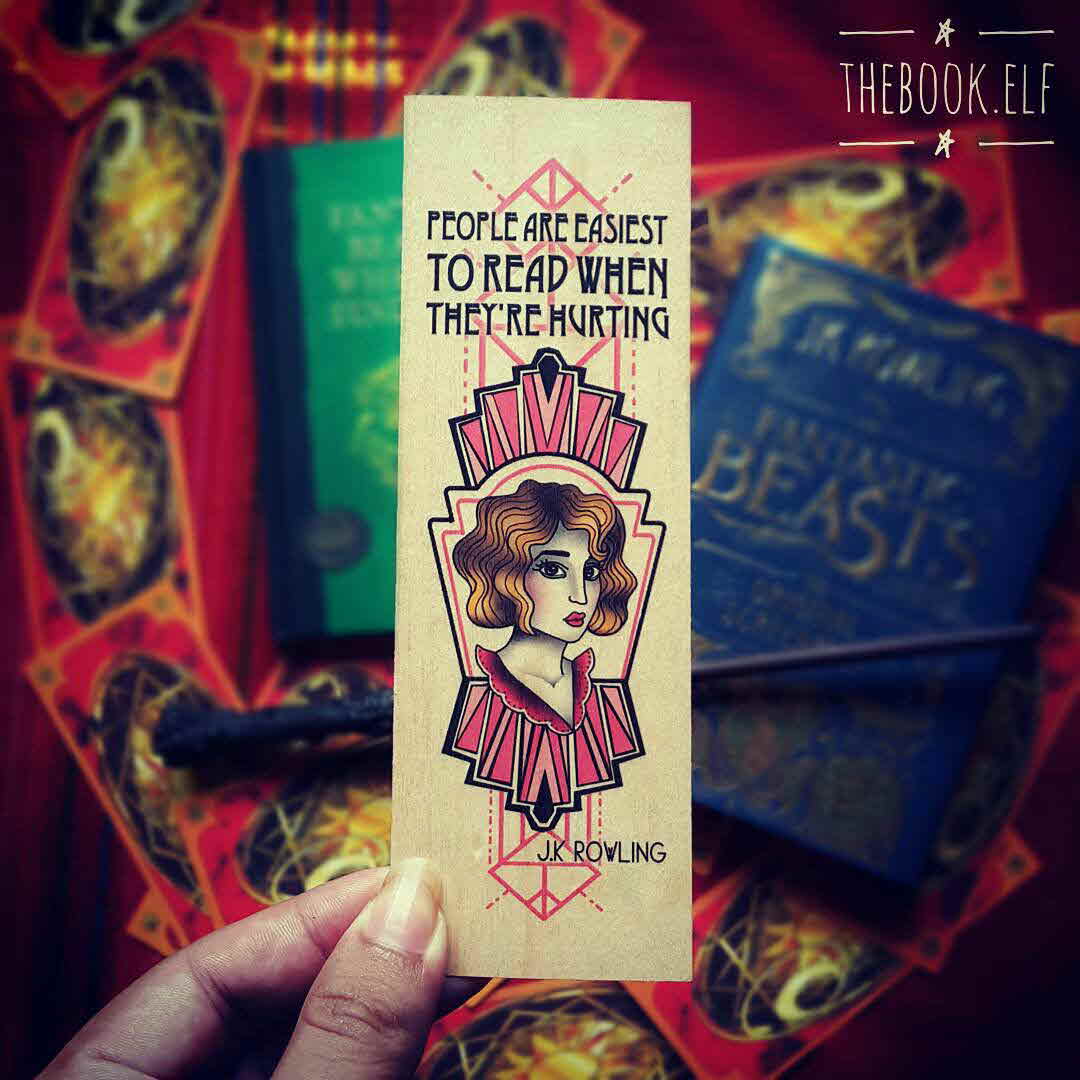 THEBOOK.ELF
PEOPLE ARE EASIEST
TO READ WHEN
THEY'RE HURTING
J.K ROWLING
J.K. ROWLING
FANTASTIC
BEASTS